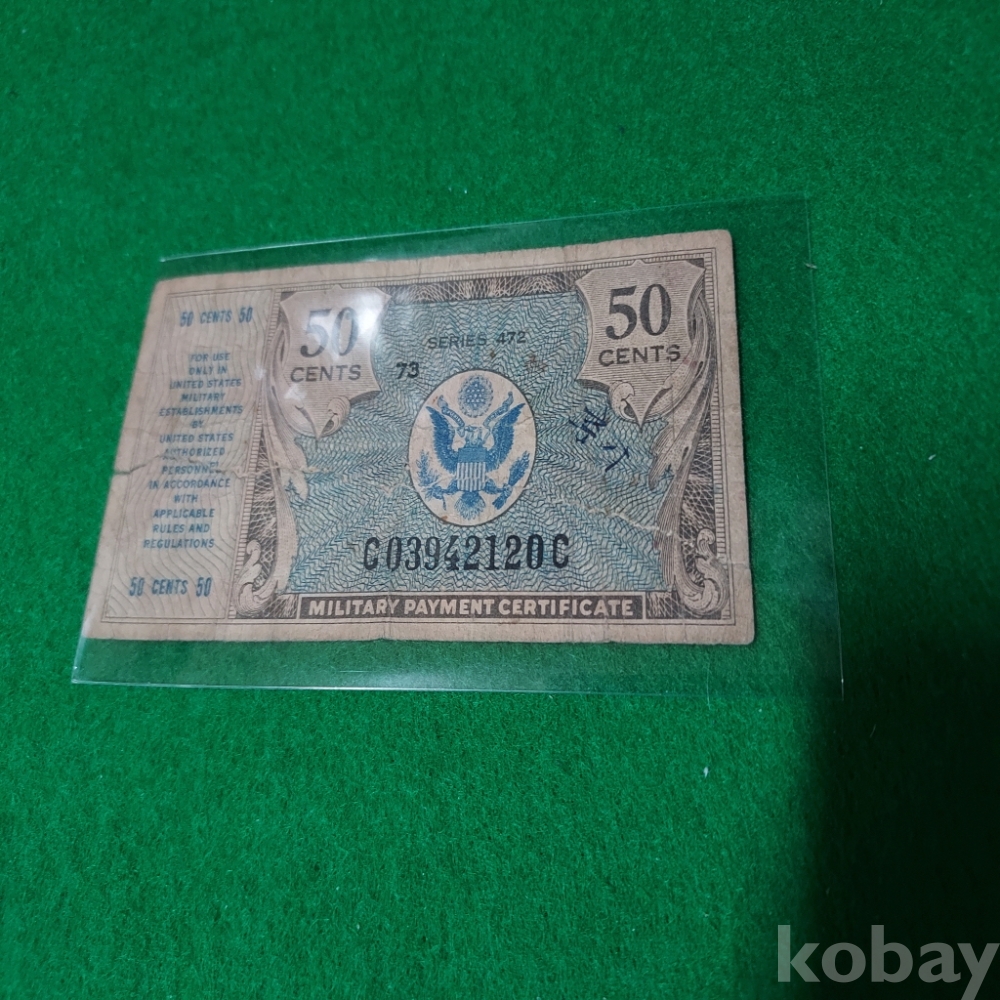 50 CENTS 50
FOR USE
ONLY IN
UNITED STATES
MILITARY
ESTABLISHMENTS
BY
UNITED STATES
AUTHORIZED
PERSONNEL
IN ACCORDANCE
WITH
APPLICABLE
RULES AND
REGULATIONS
50 CENTS 50
50
CENTS
SERIES 472
73
50
CENTS
C03942120C
MILITARY PAYMENT CERTIFICATE
kobay